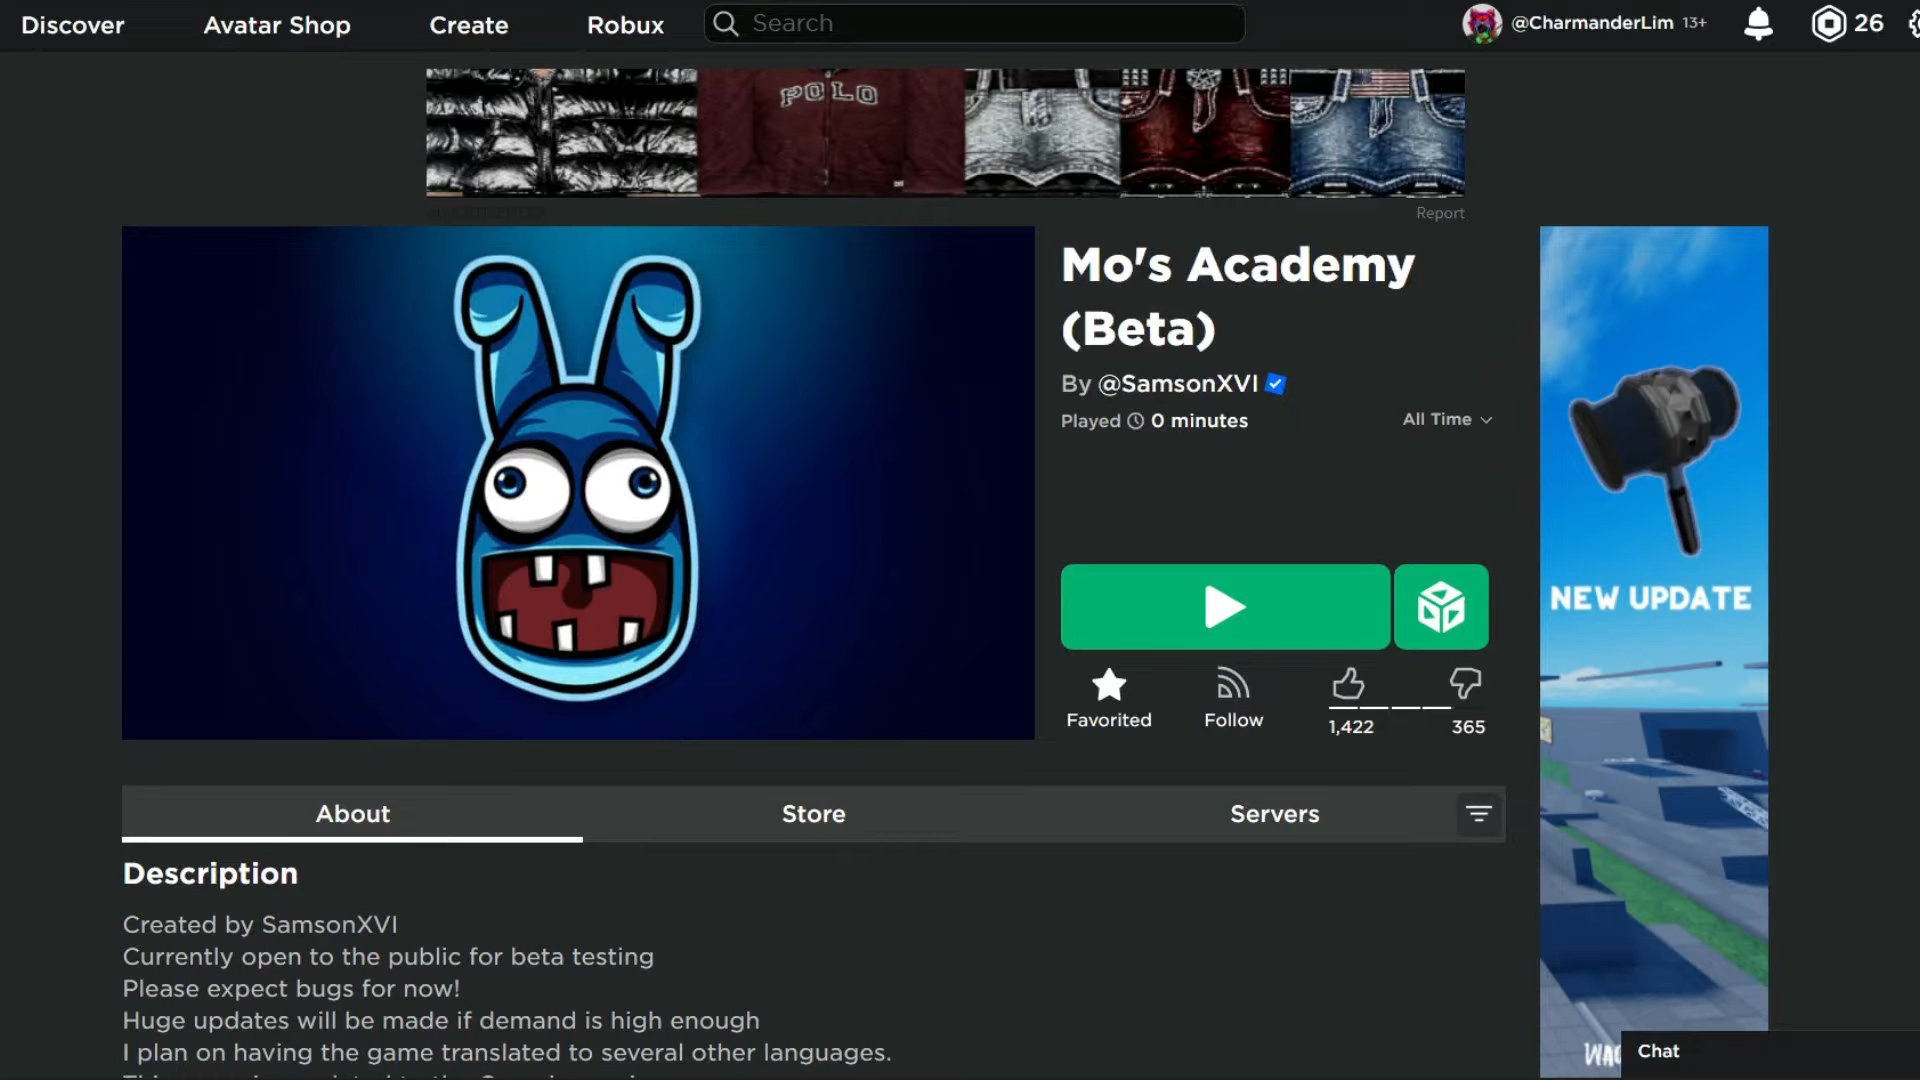 Discover Avatar Shop Create Robux Search @CharmanderLim 13+ 26
POLO
Report
Mo's Academy
(Beta)
By @SamsonXVI
Played 0 minutes All Time
Favorited Follow 1,422 365
NEW UPDATE
About Store Servers
Description
Created by SamsonXVI
Currently open to the public for beta testing
Please expect bugs for now!
Huge updates will be made if demand is high enough
I plan on having the game translated to several other languages.
Chat